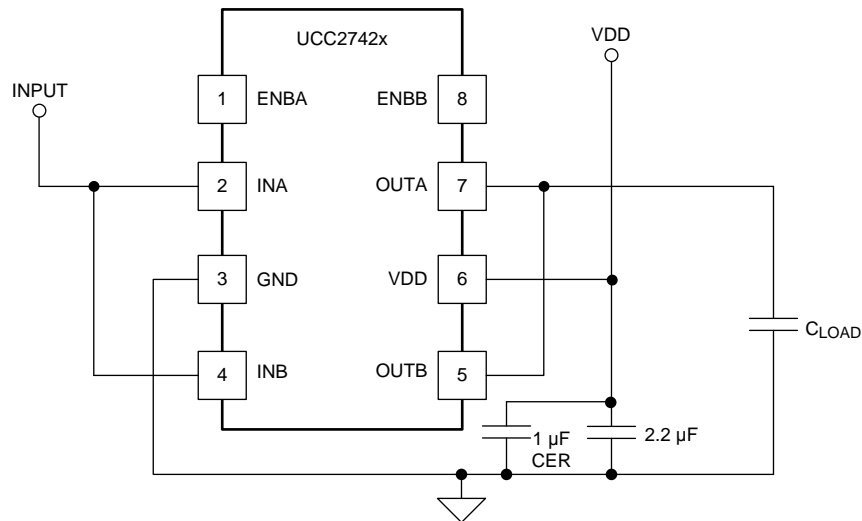 UCC2742x
VDD
INPUT
1 ENBA ENBB 8
2 INA OUTA 7
3 GND VDD 6
4 INB OUTB 5
CLOAD
1 µF
CER
2.2 µF